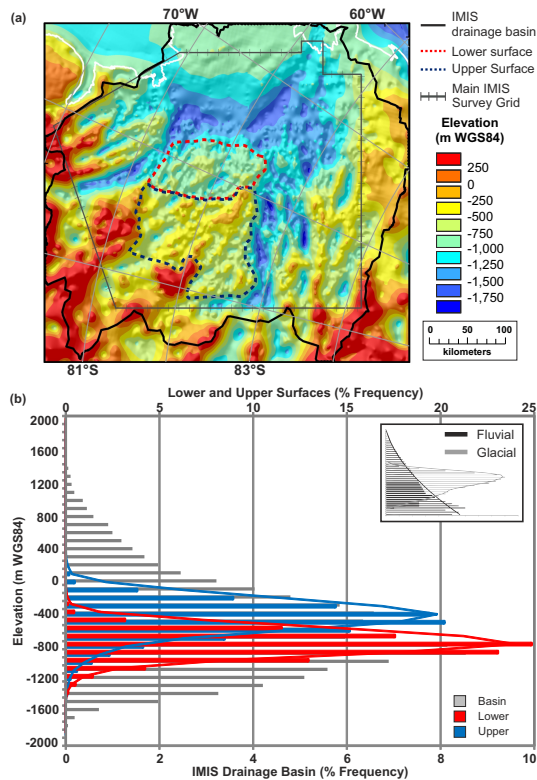 (a)
70°W
60°W
IMIS
drainage basin
Lower surface
Upper Surface
Main IMIS
Survey Grid
Elevation
(m WGS84)
250
0
-250
-500
-750
-1,000
-1,250
-1,500
-1,750
0 50 100
kilometers
81°S
83°S
Lower and Upper Surfaces (% Frequency)
(b)
0 5 10 15 20 25
2000
1600
1200
800
400
0
-400
-800
-1200
-1600
-2000
Elevation (m WGS84)
Fluvial
Glacial
Basin
Lower
Upper
0 2 4 6 8 10
IMIS Drainage Basin (% Frequency)